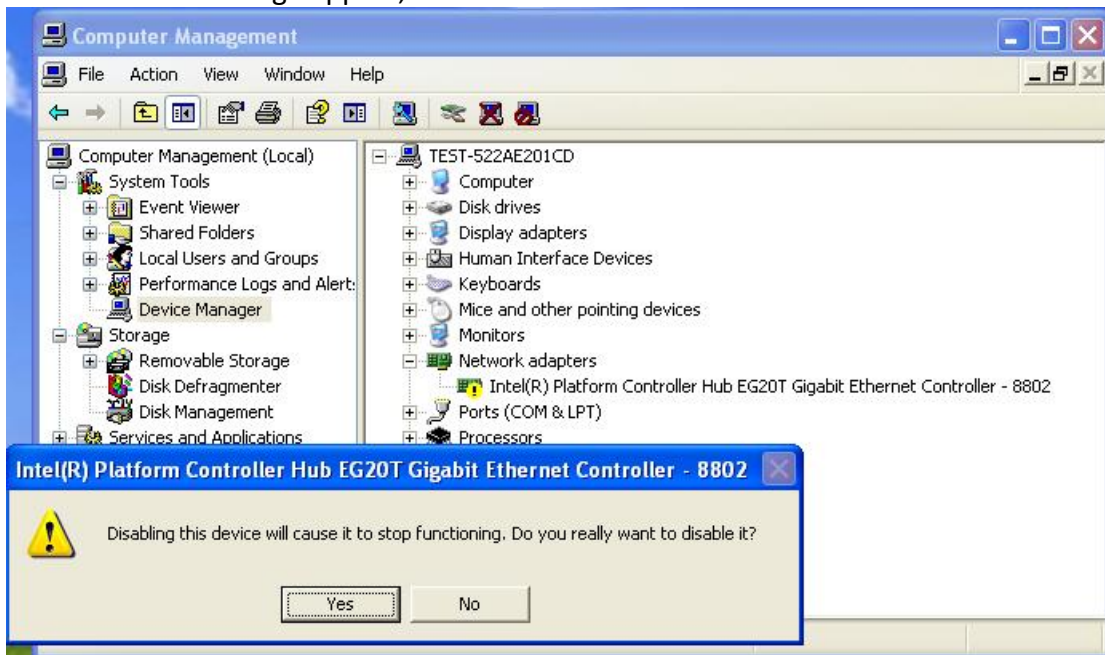 Computer Management
File Action View Window Help
Computer Management (Local)
System Tools
Event Viewer
Shared Folders
Local Users and Groups
Performance Logs and Alert:
Device Manager
Storage
Removable Storage
Disk Defragmenter
Disk Management
Services and Applications
TEST-522AE201CD
Computer
Disk drives
Display adapters
Human Interface Devices
Keyboards
Mice and other pointing devices
Monitors
Network adapters
Intel(R) Platform Controller Hub EG20T Gigabit Ethernet Controller - 8802
Ports (COM & LPT)
Processors
Intel(R) Platform Controller Hub EG20T Gigabit Ethernet Controller - 8802
Disabling this device will cause it to stop functioning. Do you really want to disable it?
Yes No